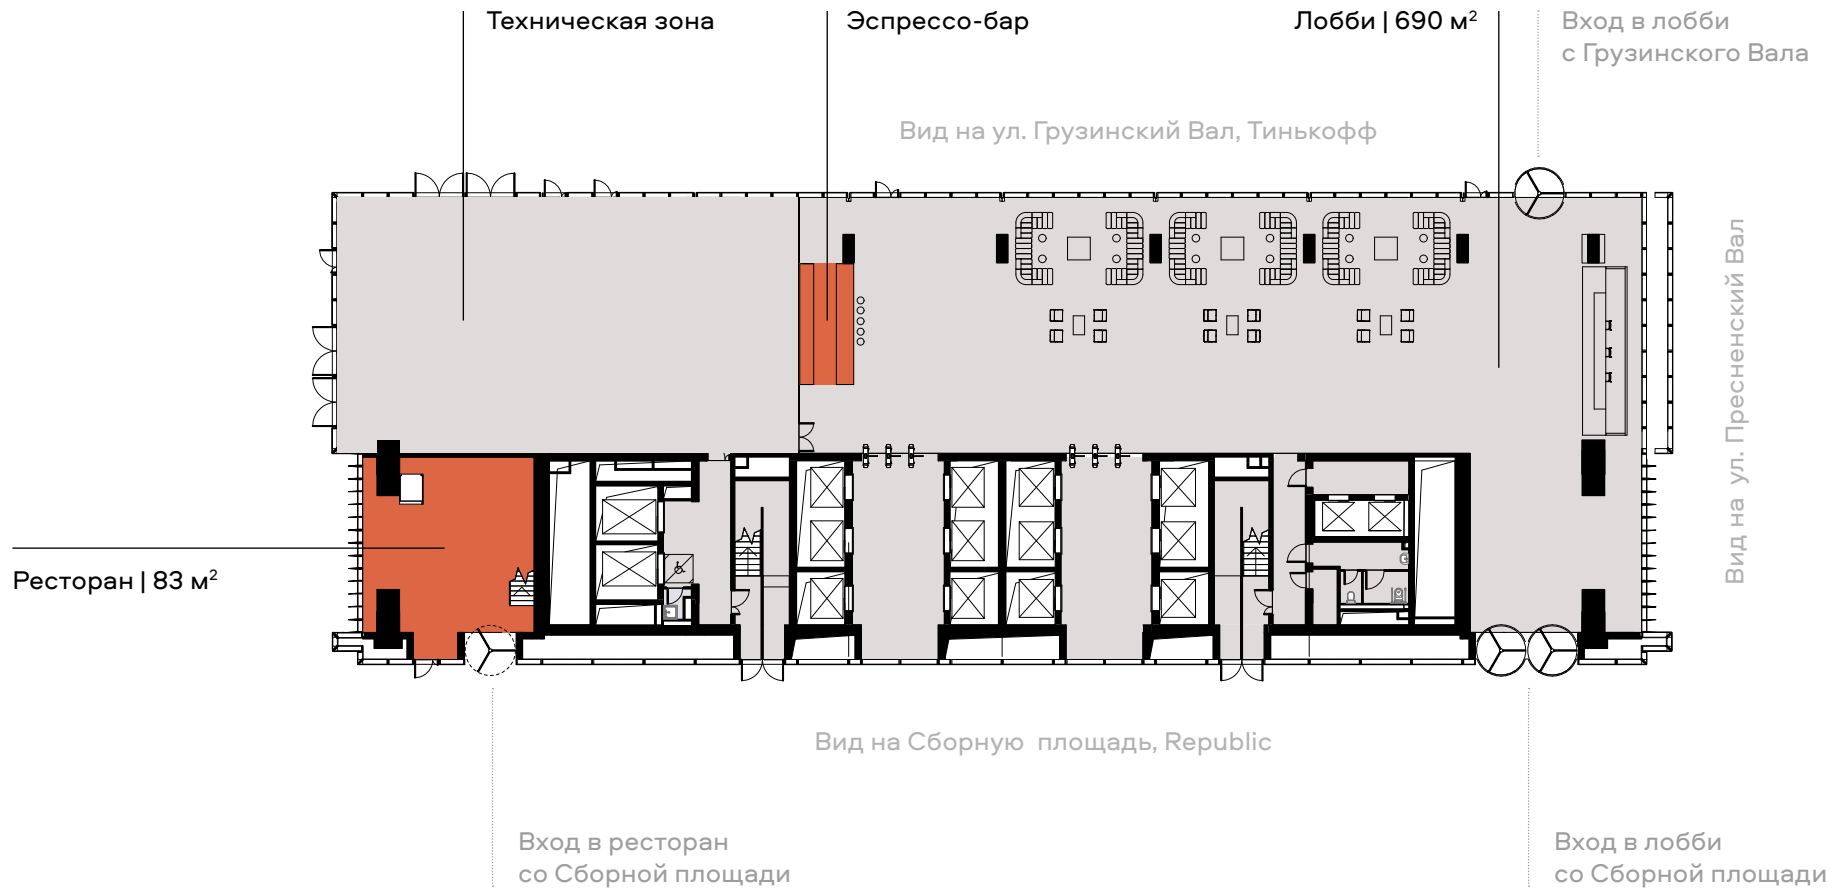 Техническая зона
Эспрессо-бар
Лобби | 690 м²
Вход в лобби
с Грузинского Вала
Вид на ул. Грузинский Вал, Тинькофф
Вид на ул. Пресненский Вал
Ресторан | 83 м²
Вид на Сборную площадь, Republic
Вход в ресторан
со Сборной площади
Вход в лобби
со Сборной площади